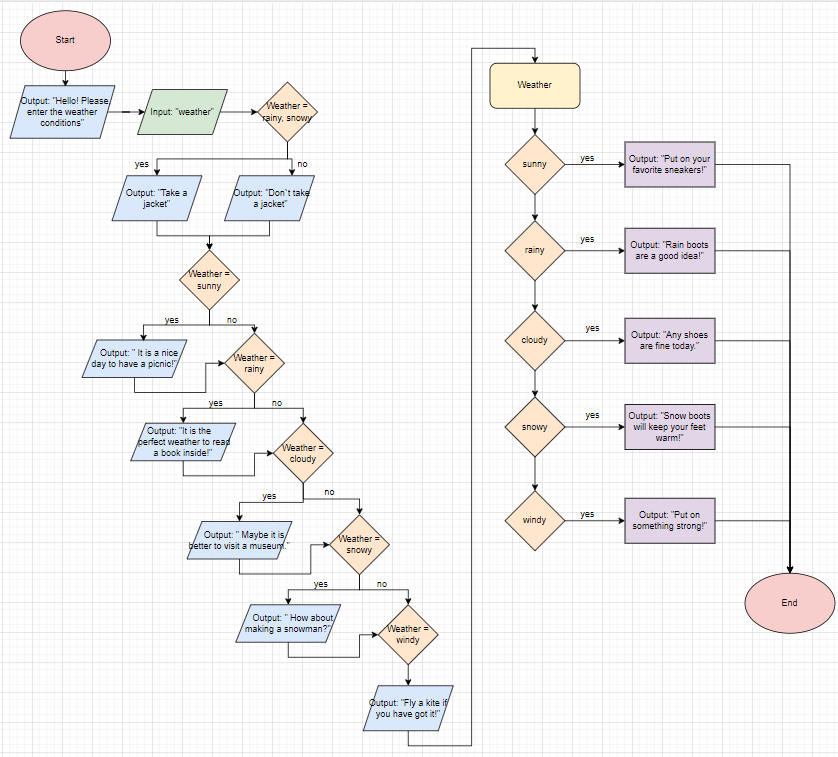 Start
Output: "Hello! Please
enter the weather
conditions"
Input: "weather"
Weather =
rainy, snowy
yes
no
Output: "Take a
jacket"
Output: "Don`t take
a jacket"
Weather =
sunny
yes
no
Output: " It is a nice
day to have a picnic!"
Weather =
rainy
yes
no
Output: "It is the
perfect weather to read
a book inside!"
Weather =
cloudy
yes
no
Output: " Maybe it is
better to visit a museum."
Weather =
snowy
yes
no
Output: " How about
making a snowman?"
Weather =
windy
Output: "Fly a kite if
you have got it!"
Weather
sunny
yes
Output: "Put on your
favorite sneakers!"
rainy
yes
Output: "Rain boots
are a good idea!"
cloudy
yes
Output: "Any shoes
are fine today."
snowy
yes
Output: "Snow boots
will keep your feet
warm!"
windy
yes
Output: "Put on
something strong!"
End